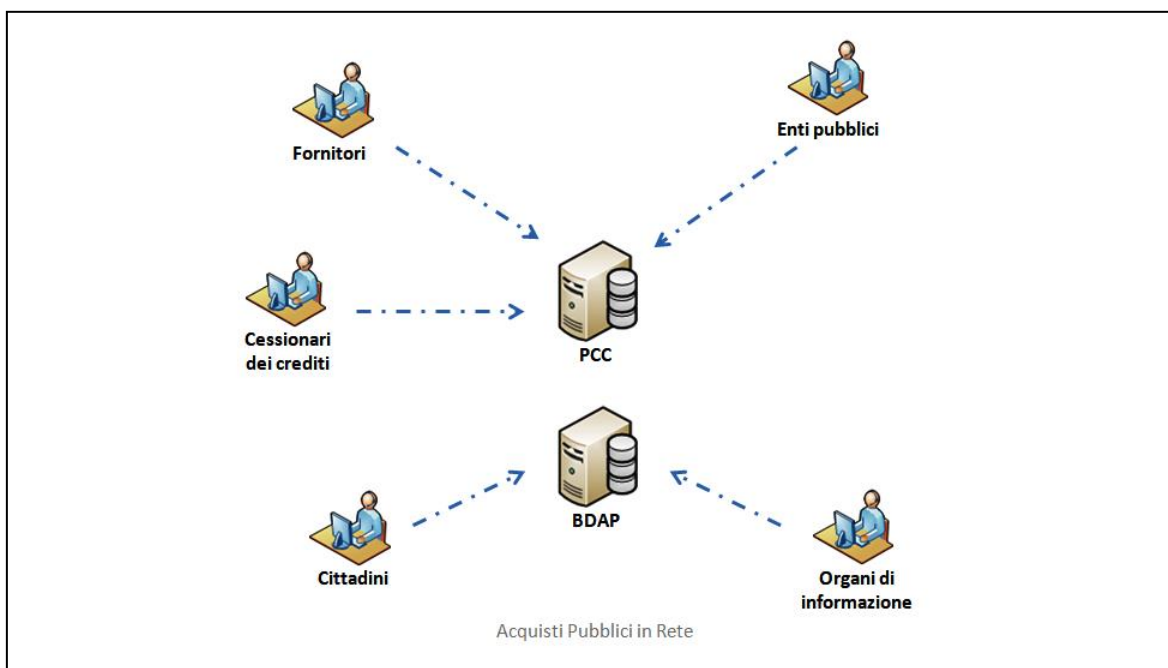 Fornitori
Enti pubblici
Cessionari
dei crediti
PCC
BDAP
Cittadini
Organi di
informazione
Acquisti Pubblici in Rete